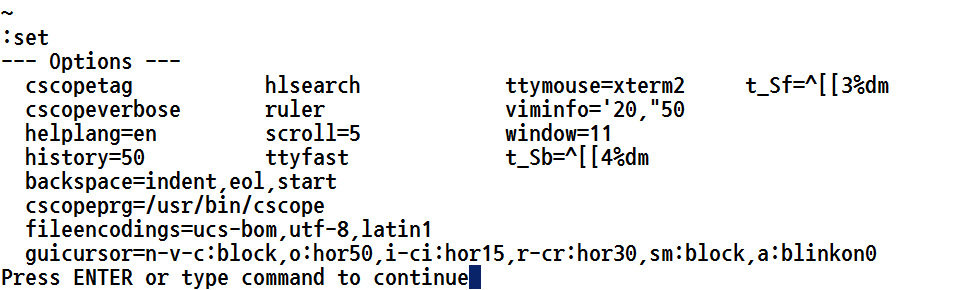 ~
:set
--- Options ---
  cscopetag           hlsearch            ttymouse=xterm2     t_Sf=^[[3%dm
  cscopeverbose       ruler               viminfo='20,"50
  helplang=en         scroll=5            window=11
  history=50          ttyfast             t_Sb=^[[4%dm
  backspace=indent,eol,start
  cscopeprg=/usr/bin/cscope
  fileencodings=ucs-bom,utf-8,latin1
  guicursor=n-v-c:block,o:hor50,i-ci:hor15,r-cr:hor30,sm:block,a:blinkon0
Press ENTER or type command to continue